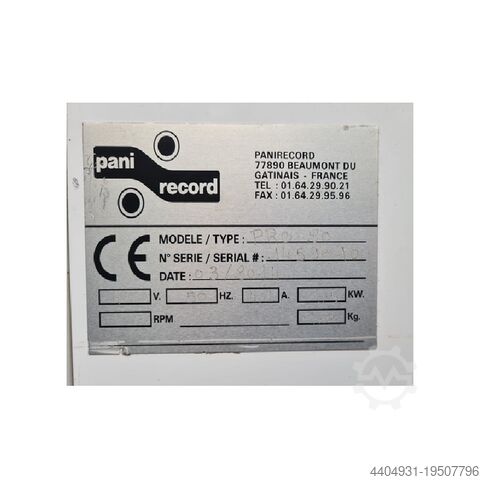 pani
record
PANIRECORD
77890 BEAUMONT DU
GATINAIS - FRANCE
TEL : 01.64.29.90.21
FAX : 01.64.29.95.96
CE
MODELE / TYPE :
N° SERIE / SERIAL # :
DATE :
V. HZ. A. KW.
RPM Kg.
4404931-19507796